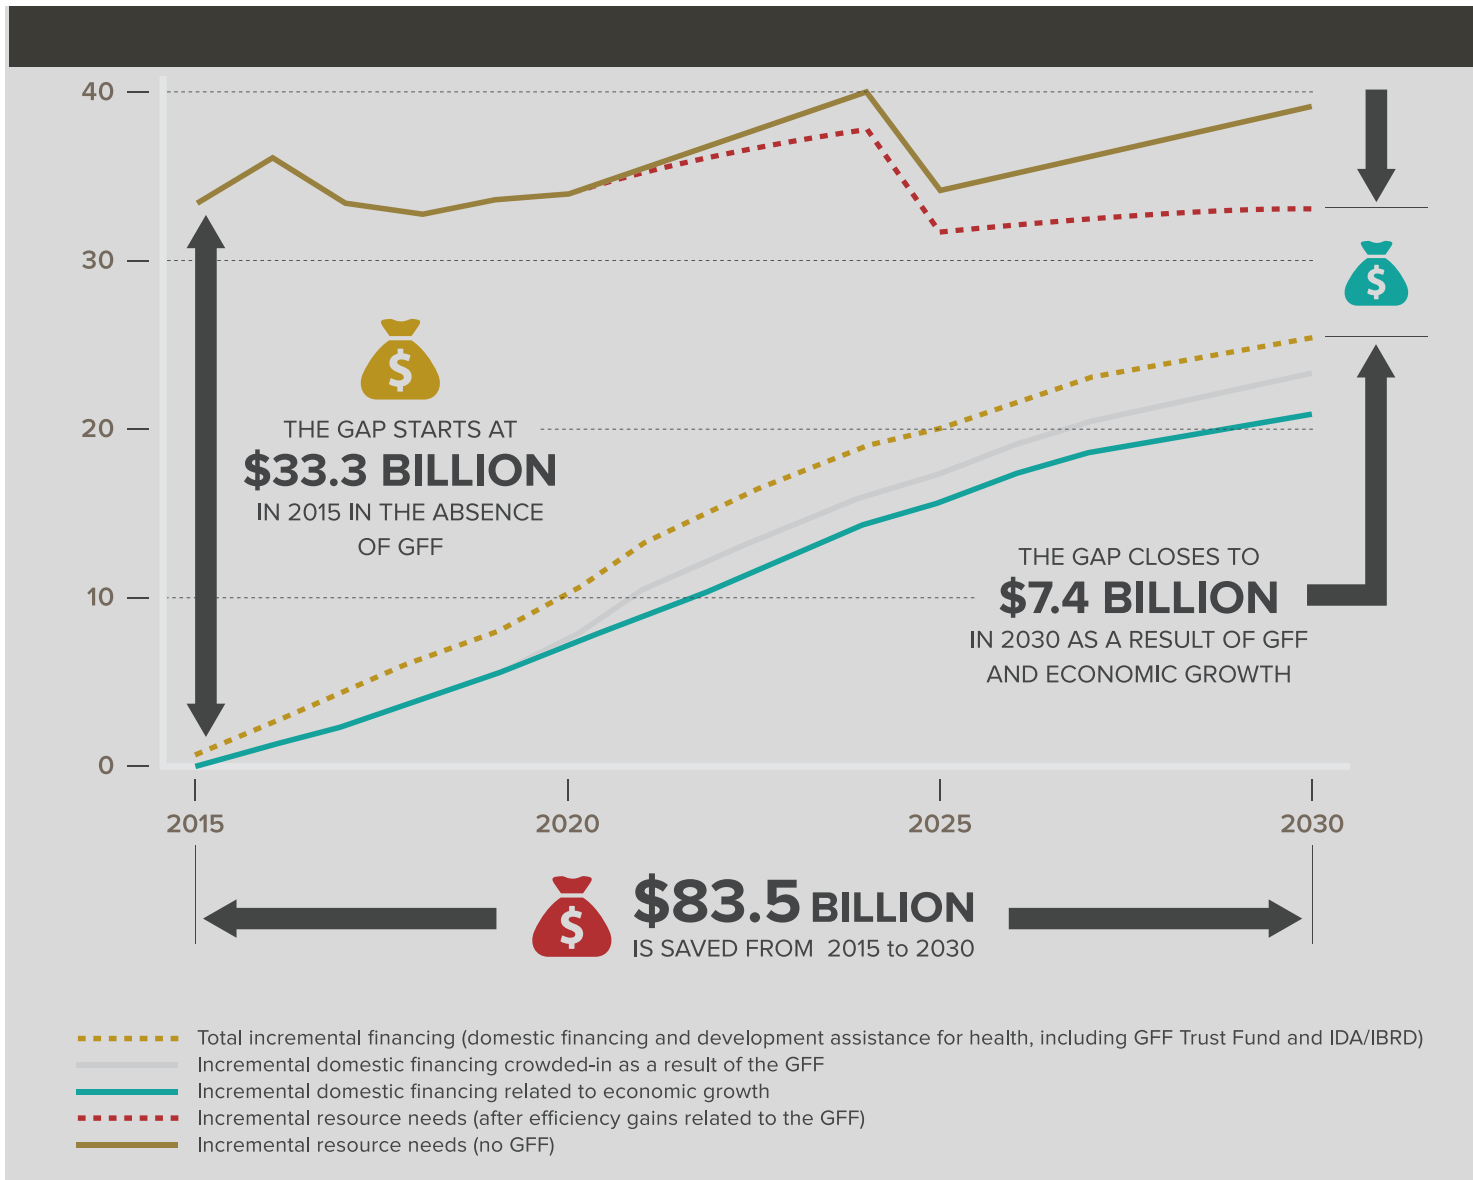 40
30
20
10
0
$
THE GAP STARTS AT
$33.3 BILLION
IN 2015 IN THE ABSENCE
OF GFF
$
THE GAP CLOSES TO
$7.4 BILLION
IN 2030 AS A RESULT OF GFF
AND ECONOMIC GROWTH
2015
2020
2025
2030
$
$83.5 BILLION
IS SAVED FROM 2015 to 2030
Total incremental financing (domestic financing and development assistance for health, including GFF Trust Fund and IDA/IBRD)
Incremental domestic financing crowded-in as a result of the GFF
Incremental domestic financing related to economic growth
Incremental resource needs (after efficiency gains related to the GFF)
Incremental resource needs (no GFF)